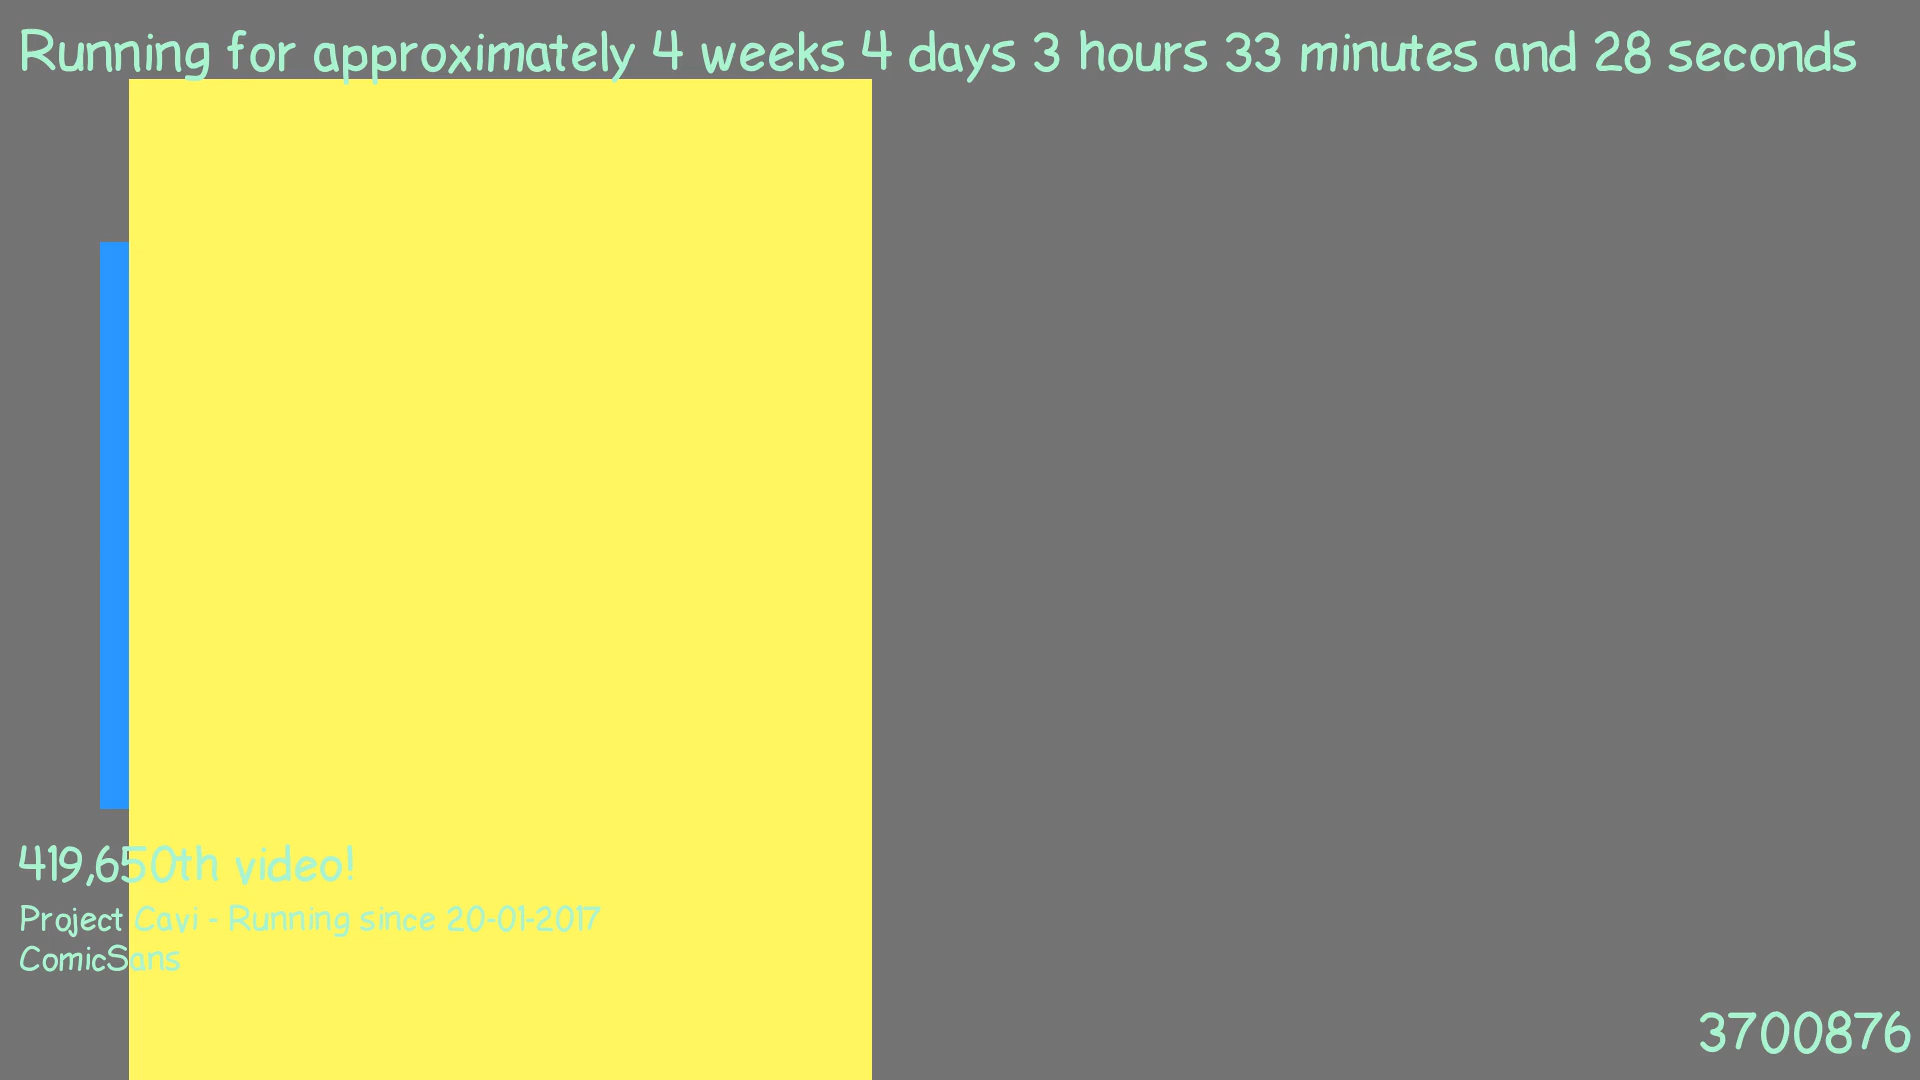 Running for approximately 4 weeks 4 days 3 hours 33 minutes and 28 seconds
419,650th video!
Project Cavi - Running since 20-01-2017
ComicSans
3700876